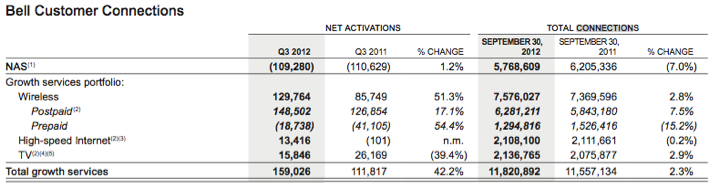 Bell Customer Connections
NET ACTIVATIONS TOTAL CONNECTIONS
Q3 2012 Q3 2011 % CHANGE SEPTEMBER 30, 2012 SEPTEMBER 30, 2011 % CHANGE
NAS(1) (109,280) (110,629) 1.2% 5,768,609 6,205,336 (7.0%)
Growth services portfolio:
Wireless 129,764 85,749 51.3% 7,576,027 7,369,596 2.8%
Postpaid(2) 148,502 126,854 17.1% 6,281,211 5,843,180 7.5%
Prepaid (18,738) (41,105) 54.4% 1,294,816 1,526,416 (15.2%)
High-speed Internet(2)(3) 13,416 (101) n.m. 2,108,100 2,111,661 (0.2%)
TV(2)(4)(5) 15,846 26,169 (39.4%) 2,136,765 2,075,877 2.9%
Total growth services 159,026 111,817 42.2% 11,820,892 11,557,134 2.3%